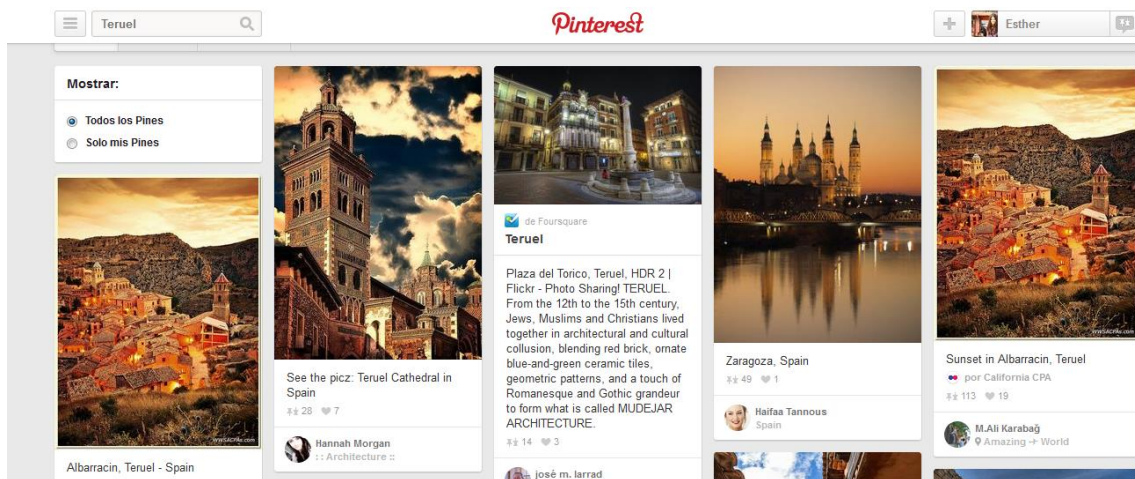 Teruel
Pinterest
Esther
Mostrar:
Todos los Pines
Solo mis Pines
WWSACPAs.com
Albarracin, Teruel - Spain
See the picz: Teruel Cathedral in
Spain
28 7
Hannah Morgan
:: Architecture ::
de Foursquare
Teruel
Plaza del Torico, Teruel, HDR 2 |
Flickr - Photo Sharing! TERUEL.
From the 12th to the 15th century,
Jews, Muslims and Christians lived
together in architectural and cultural
collusion, blending red brick, ornate
blue-and-green ceramic tiles,
geometric patterns, and a touch of
Romanesque and Gothic grandeur
to form what is called MUDEJAR
ARCHITECTURE.
14 3
josè m. larrad
Zaragoza, Spain
49 1
Haifaa Tannous
Spain
WWSACPAs.com
Sunset in Albarracin, Teruel
por California CPA
113 19
M.Ali Karabağ
Amazing ✈ World